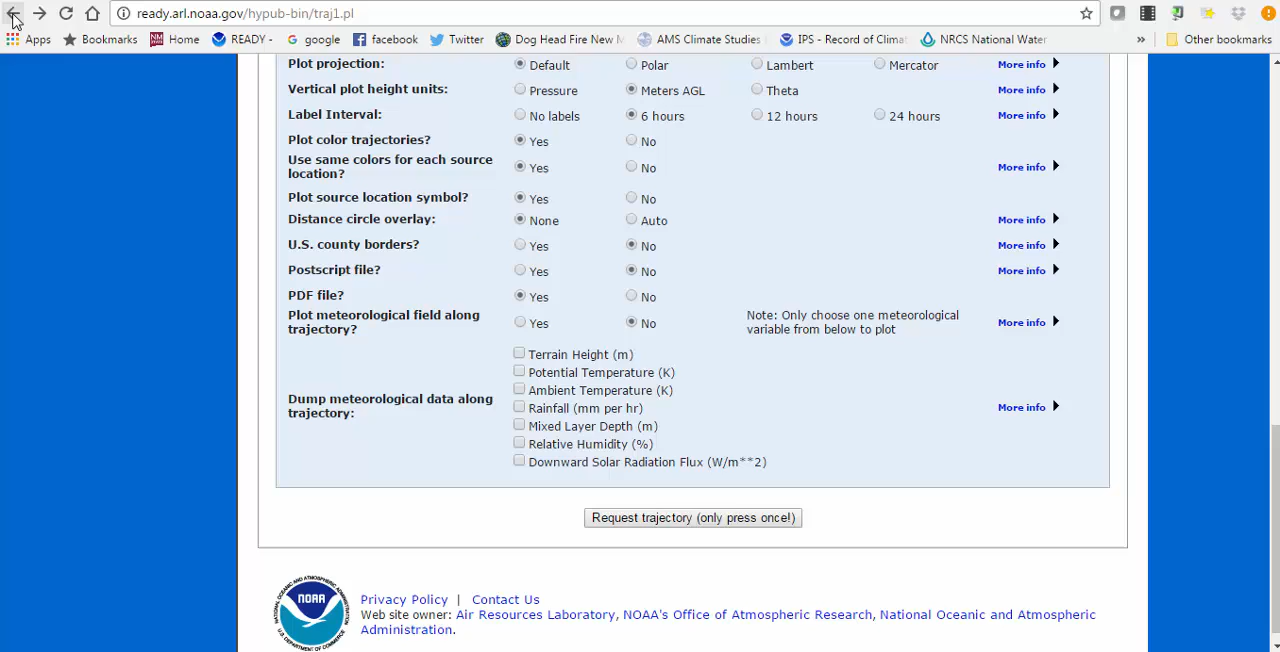 ready.arl.noaa.gov/hypub-bin/traj1.pl
Apps Bookmarks Home READY - google facebook Twitter Dog Head Fire New M AMS Climate Studies IPS - Record of Climat NRCS National Water » Other bookmarks
Plot projection: Default Polar Lambert Mercator More info
Vertical plot height units: Pressure Meters AGL Theta More info
Label Interval: No labels 6 hours 12 hours 24 hours More info
Plot color trajectories? Yes No
Use same colors for each source
location? Yes No More info
Plot source location symbol? Yes No
Distance circle overlay: None Auto More info
U.S. county borders? Yes No More info
Postscript file? Yes No More info
PDF file? Yes No
Plot meteorological field along
trajectory? Yes No Note: Only choose one meteorological
variable from below to plot More info
Terrain Height (m)
Potential Temperature (K)
Ambient Temperature (K)
Dump meteorological data along
trajectory: Rainfall (mm per hr) More info
Mixed Layer Depth (m)
Relative Humidity (%)
Downward Solar Radiation Flux (W/m**2)
Request trajectory (only press once!)
NOAA
NATIONAL OCEANIC AND ATMOSPHERIC ADMINISTRATION
U.S. DEPARTMENT OF COMMERCE
Privacy Policy | Contact Us
Web site owner: Air Resources Laboratory, NOAA's Office of Atmospheric Research, National Oceanic and Atmospheric
Administration.